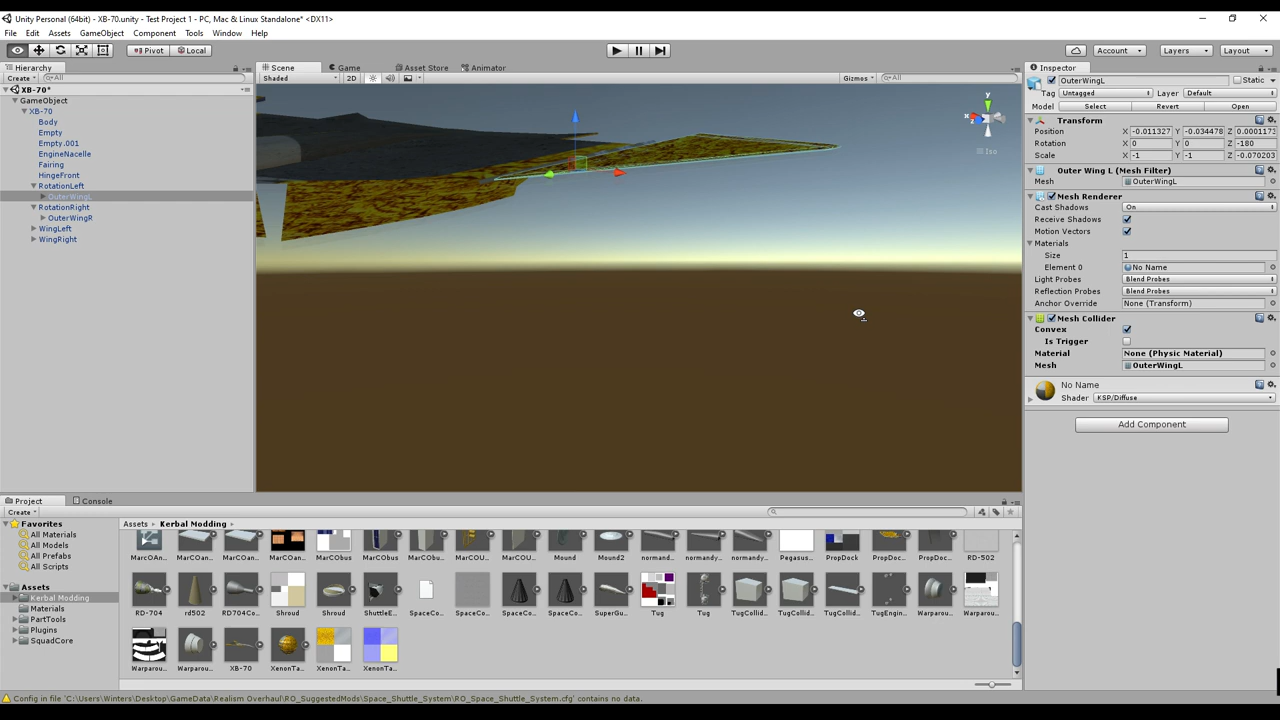 Unity Personal (64bit) - XB-70.unity - Test Project 1 - PC, Mac & Linux Standalone* <DX11>
File Edit Assets GameObject Component Tools Window Help
Pivot Local Account Layers Layout
Hierarchy Scene Game Asset Store Animator Inspector
Create All Shaded 2D Gizmos All
XB-70*
GameObject
XB-70
Body
Empty
Empty.001
EngineNacelle
Fairing
HingeFront
RotationLeft
OuterWingL
RotationRight
OuterWingR
WingLeft
WingRight
y
x
Iso
OuterWingL Static
Tag Untagged Layer Default
Model Select Revert Open
Transform
Position X -0.011327 Y -0.034478 Z 0.0001173
Rotation X 0 Y 0 Z -180
Scale X -1 Y -1 Z -0.070203
Outer Wing L (Mesh Filter)
Mesh OuterWingL
Mesh Renderer
Cast Shadows On
Receive Shadows
Motion Vectors
Materials
Size 1
Element 0 No Name
Light Probes Blend Probes
Reflection Probes Blend Probes
Anchor Override None (Transform)
Mesh Collider
Convex
Is Trigger
Material None (Physic Material)
Mesh OuterWingL
No Name
Shader KSP/Diffuse
Add Component
Project Console
Create
Favorites
All Materials
All Models
All Prefabs
All Scripts
Assets
Kerbal Modding
Materials
PartTools
Plugins
SquadCore
Assets Kerbal Modding
MarCOAn... MarCOAn... MarCOAn... MarCOAn... MarCObus MarCObus MarCObu... MarCOU... MarCOU... Mound Mound2 normand... normand... normandy... Pegasus... PropDock PropDoc... PropDoc... RD-502
RD-704 rd502 RD704Co... Shroud Shroud ShuttleE... SpaceCo... SpaceCo... SpaceCo... SpaceCo... SuperGu... Tug Tug TugCollid... TugCollid... TugCollid... TugEngin... Warparou... Warparou...
Warparou... Warparou... XB-70 XenonTa... XenonTa... XenonTa...
Config in file 'C:\Users\Winters\Desktop\GameData\Realism Overhaul\RO_SuggestedMods\Space_Shuttle_System\RO_Space_Shuttle_System.cfg' contains no data.